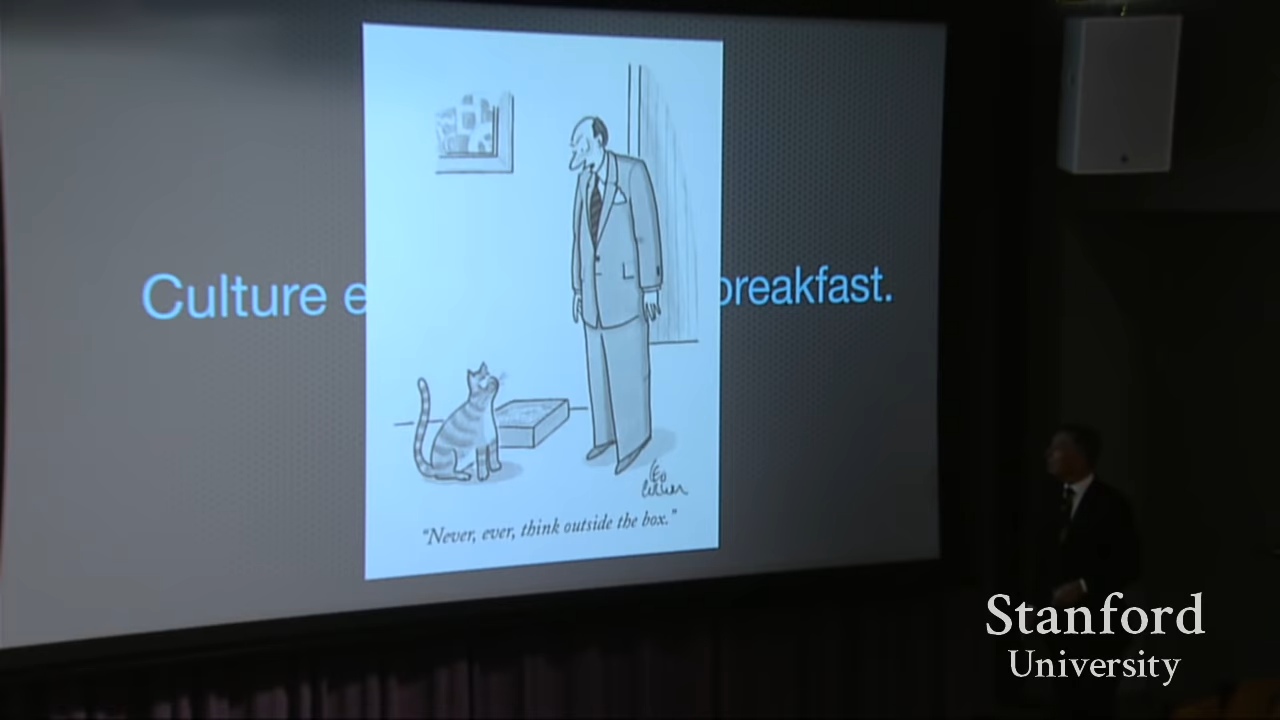 Culture e
breakfast.
"Never, ever, think outside the box."
Stanford
University